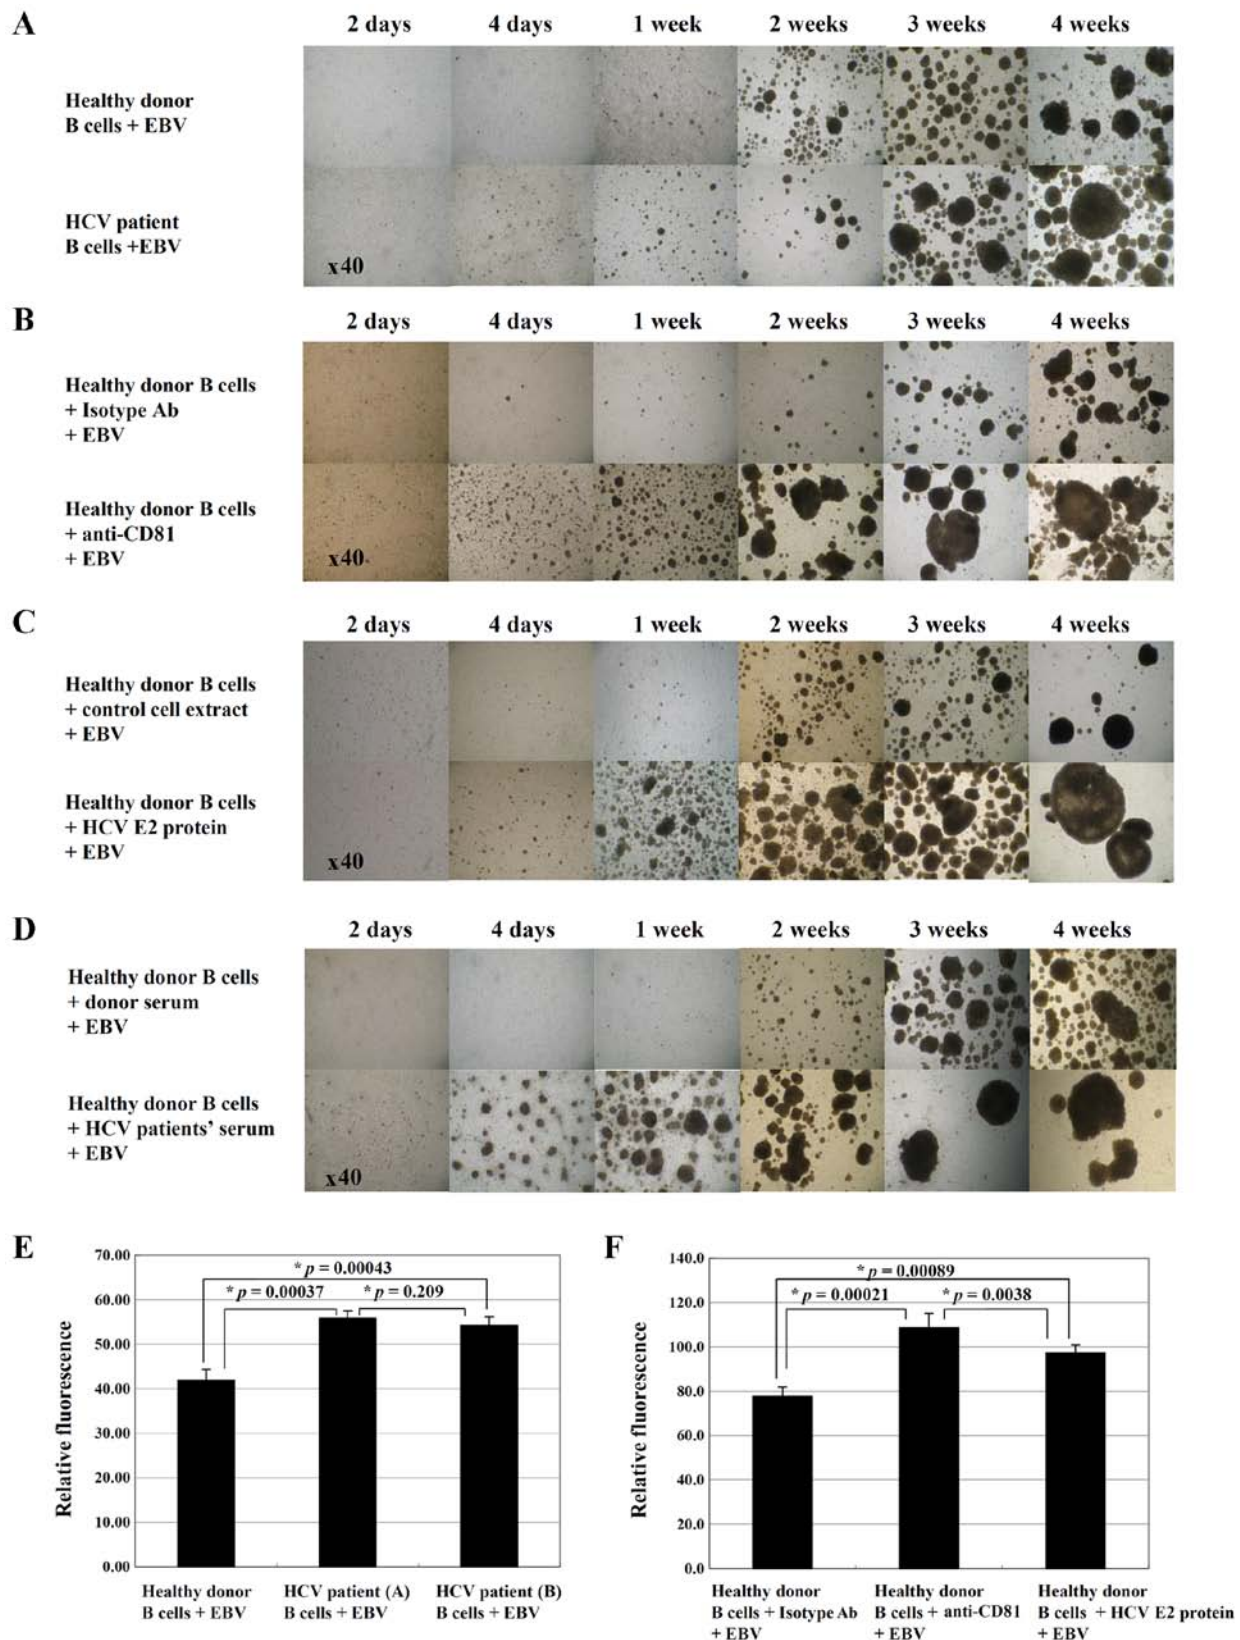 A
2 days 4 days 1 week 2 weeks 3 weeks 4 weeks
Healthy donor
B cells + EBV
HCV patient
B cells +EBV
x40
B
2 days 4 days 1 week 2 weeks 3 weeks 4 weeks
Healthy donor B cells
+ Isotype Ab
+ EBV
Healthy donor B cells
+ anti-CD81
+ EBV
x40
C
2 days 4 days 1 week 2 weeks 3 weeks 4 weeks
Healthy donor B cells
+ control cell extract
+ EBV
Healthy donor B cells
+ HCV E2 protein
+ EBV
x40
D
2 days 4 days 1 week 2 weeks 3 weeks 4 weeks
Healthy donor B cells
+ donor serum
+ EBV
Healthy donor B cells
+ HCV patients' serum
+ EBV
x40
E
Relative fluorescence
70.00
60.00
50.00
40.00
30.00
20.00
10.00
0.00
* p = 0.00043
* p = 0.00037
* p = 0.209
Healthy donor
B cells + EBV
HCV patient (A)
B cells + EBV
HCV patient (B)
B cells + EBV
F
Relative fluorescence
140.0
120.0
100.0
80.0
60.0
40.0
20.0
0.0
* p = 0.00089
* p = 0.00021
* p = 0.0038
Healthy donor
B cells + Isotype Ab
+ EBV
Healthy donor
B cells + anti-CD81
+ EBV
Healthy donor
B cells + HCV E2 protein
+ EBV